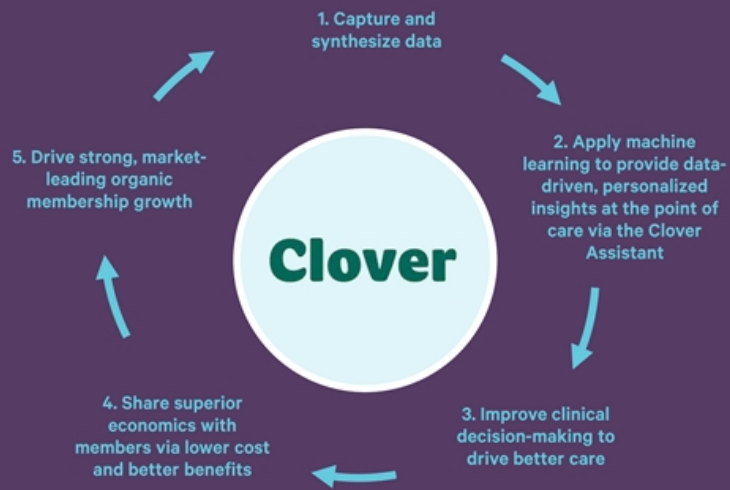 1. Capture and
synthesize data
2. Apply machine
learning to provide data-
driven, personalized
insights at the point of
care via the Clover
Assistant
3. Improve clinical
decision-making to
drive better care
4. Share superior
economics with
members via lower cost
and better benefits
5. Drive strong, market-
leading organic
membership growth
Clover